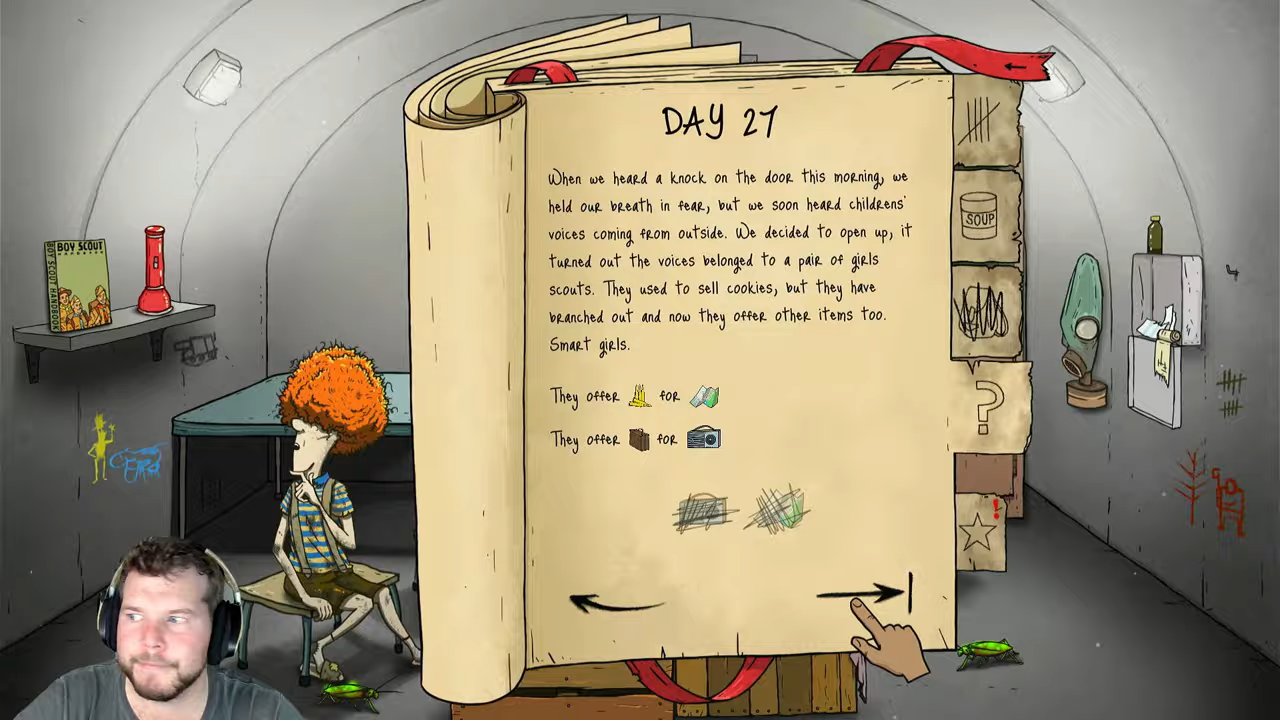 DAY 27
When we heard a knock on the door this morning, we
held our breath in fear, but we soon heard childrens'
voices coming from outside. We decided to open up, it
turned out the voices belonged to a pair of girls
scouts. They used to sell cookies, but they have
branched out and now they offer other items too.
Smart girls.
They offer for
They offer for
SOUP
?
!
BOY SCOUT
BOY SCOUT HANDBOOK